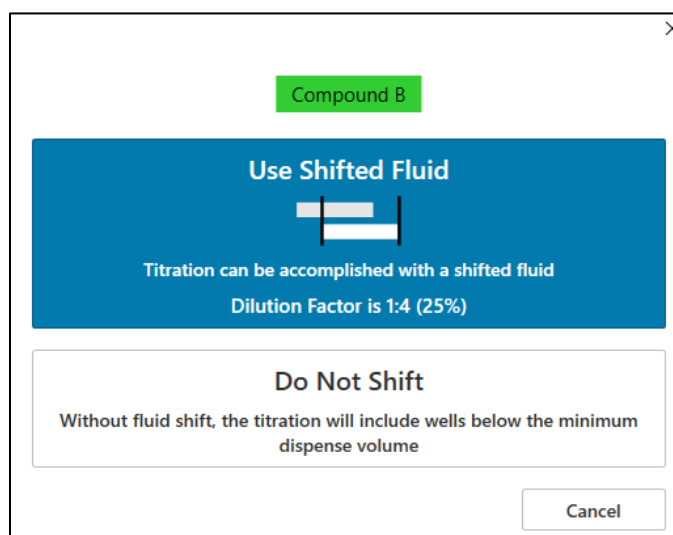 Compound B
Use Shifted Fluid
Titration can be accomplished with a shifted fluid
Dilution Factor is 1:4 (25%)
Do Not Shift
Without fluid shift, the titration will include wells below the minimum
dispense volume
Cancel